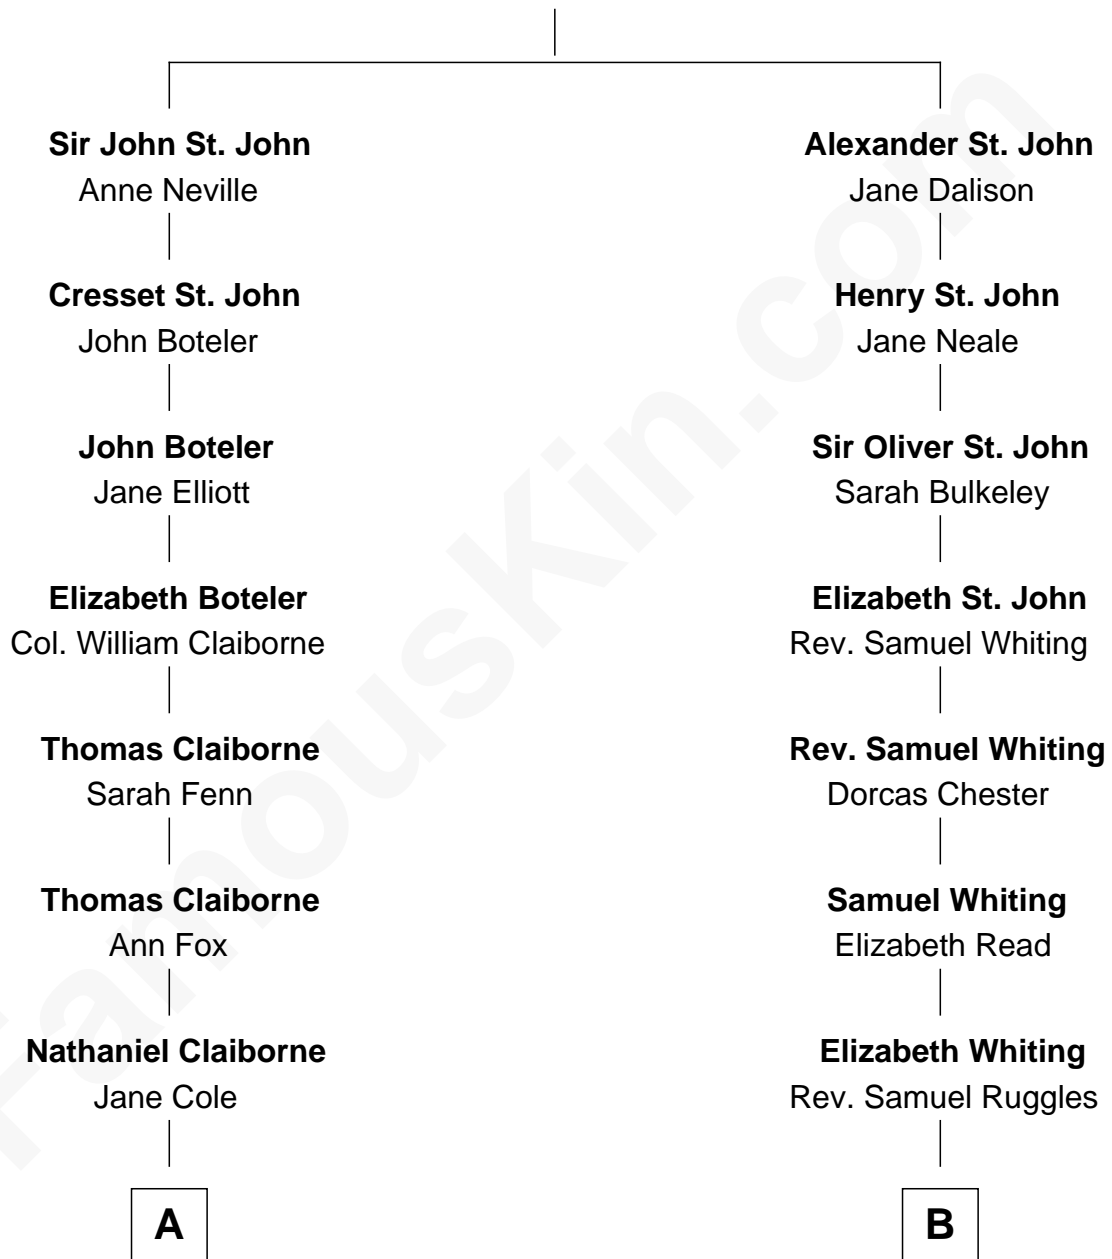 Sir John St. John
Anne Neville
Cresset St. John
John Boteler
John Boteler
Jane Elliott
Elizabeth Boteler
Col. William Claiborne
Thomas Claiborne
Sarah Fenn
Thomas Claiborne
Ann Fox
Nathaniel Claiborne
Jane Cole
A
Alexander St. John
Jane Dalison
Henry St. John
Jane Neale
Sir Oliver St. John
Sarah Bulkeley
Elizabeth St. John
Rev. Samuel Whiting
Rev. Samuel Whiting
Dorcas Chester
Samuel Whiting
Elizabeth Read
Elizabeth Whiting
Rev. Samuel Ruggles
B
FamousKin.com